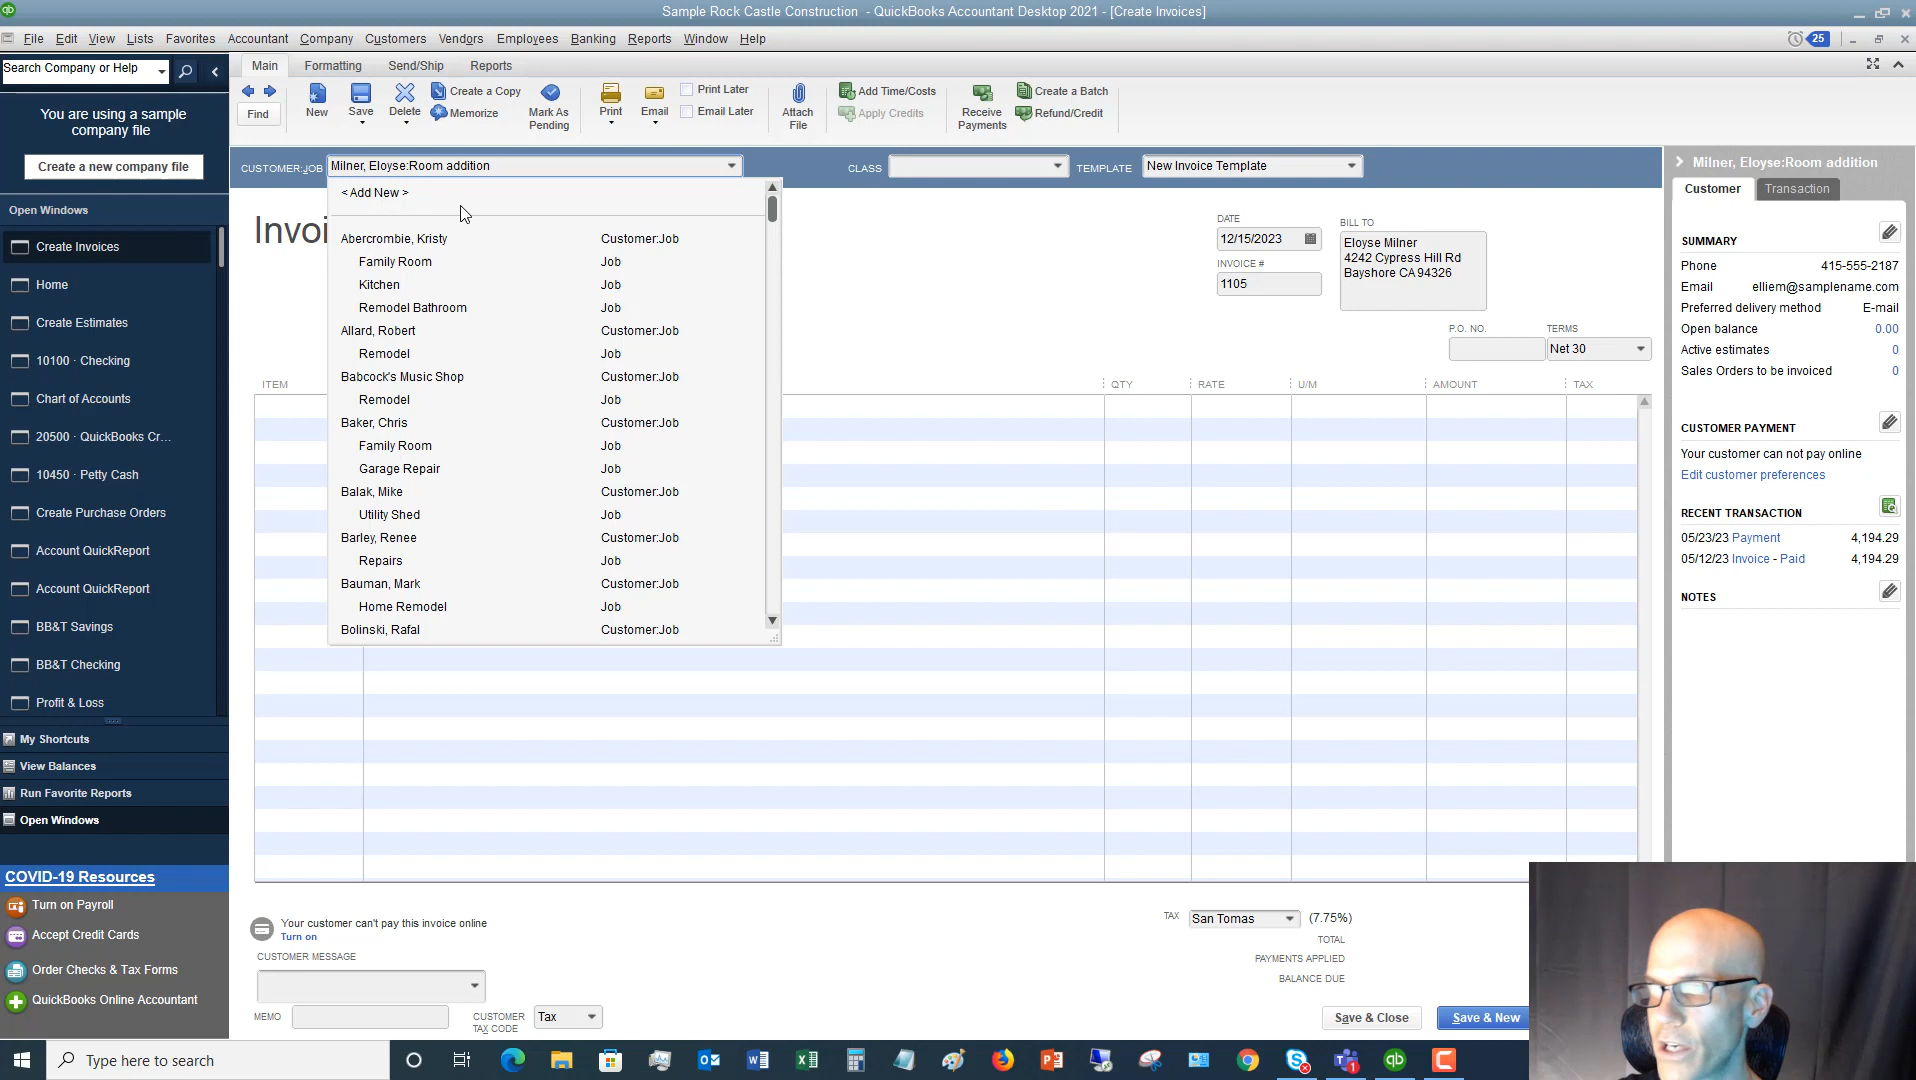 Sample Rock Castle Construction - QuickBooks Accountant Desktop 2021 - [Create Invoices]
File Edit View Lists Favorites Accountant Company Customers Vendors Employees Banking Reports Window Help
25
Search Company or Help
Main Formatting Send/Ship Reports
Find
New
Save
Delete
Create a Copy
Memorize
Mark As
Pending
Print
Email
Print Later
Email Later
Attach
File
Add Time/Costs
Apply Credits
Receive
Payments
Create a Batch
Refund/Credit
You are using a sample
company file
Create a new company file
Open Windows
Create Invoices
Home
Create Estimates
10100 · Checking
Chart of Accounts
20500 · QuickBooks Cr...
10450 · Petty Cash
Create Purchase Orders
Account QuickReport
Account QuickReport
BB&T Savings
BB&T Checking
Profit & Loss
My Shortcuts
View Balances
Run Favorite Reports
Open Windows
COVID-19 Resources
Turn on Payroll
Accept Credit Cards
Order Checks & Tax Forms
QuickBooks Online Accountant
CUSTOMER:JOB Milner, Eloyse:Room addition
CLASS
TEMPLATE New Invoice Template
< Add New >
Abercrombie, Kristy Customer:Job
Family Room Job
Kitchen Job
Remodel Bathroom Job
Allard, Robert Customer:Job
Remodel Job
Babcock's Music Shop Customer:Job
Remodel Job
Baker, Chris Customer:Job
Family Room Job
Garage Repair Job
Balak, Mike Customer:Job
Utility Shed Job
Barley, Renee Customer:Job
Repairs Job
Bauman, Mark Customer:Job
Home Remodel Job
Bolinski, Rafal Customer:Job
Invoi
DATE
12/15/2023
INVOICE #
1105
BILL TO
Eloyse Milner
4242 Cypress Hill Rd
Bayshore CA 94326
P.O. NO.
TERMS
Net 30
ITEM QTY RATE U/M AMOUNT TAX
Your customer can't pay this invoice online
Turn on
CUSTOMER MESSAGE
MEMO
CUSTOMER
TAX CODE
Tax
TAX San Tomas (7.75%)
TOTAL
PAYMENTS APPLIED
BALANCE DUE
Save & Close
Save & New
Milner, Eloyse:Room addition
Customer Transaction
SUMMARY
Phone 415-555-2187
Email elliem@samplename.com
Preferred delivery method E-mail
Open balance 0.00
Active estimates 0
Sales Orders to be invoiced 0
CUSTOMER PAYMENT
Your customer can not pay online
Edit customer preferences
RECENT TRANSACTION
05/23/23 Payment 4,194.29
05/12/23 Invoice - Paid 4,194.29
NOTES
Type here to search